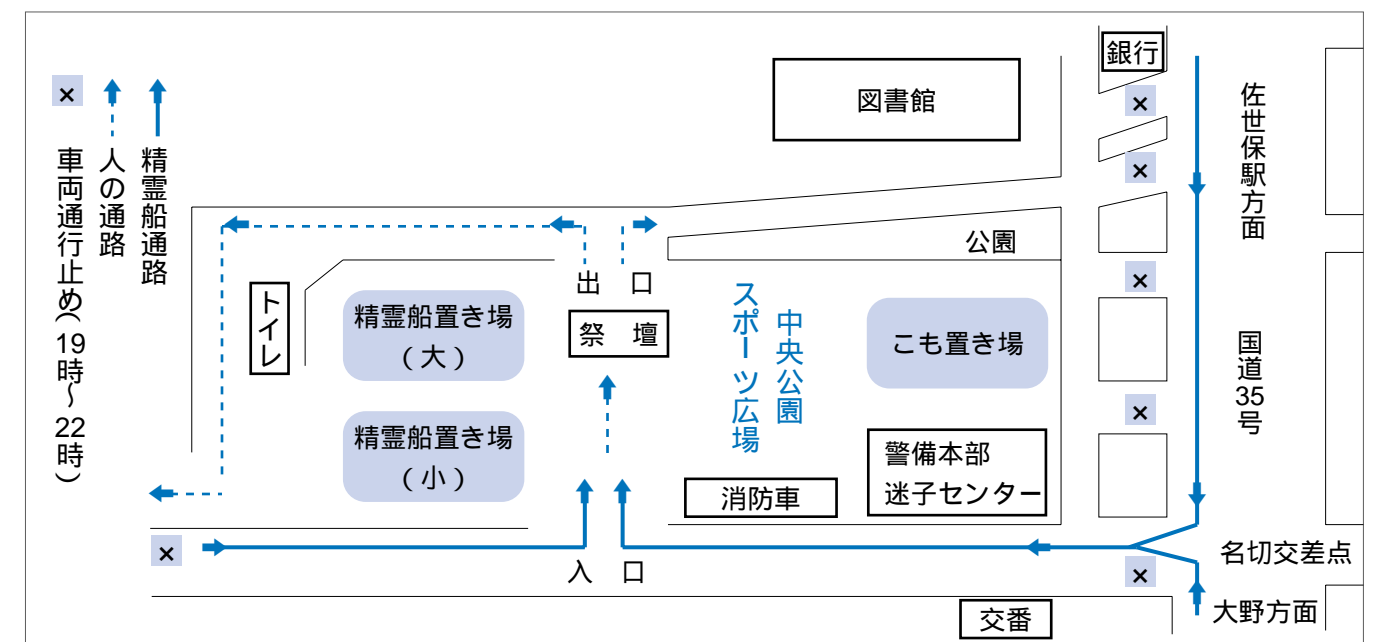 ×
車両通行止め(19時~22時)
人の通路
精霊船通路
銀行
図書館
×
×
佐世保駅方面
公園
出 口
×
トイレ
精霊船置き場
(大)
祭 壇
中央公園
スポーツ広場
こも置き場
国道35号
×
精霊船置き場
(小)
警備本部
迷子センター
消防車
×
入 口
×
名切交差点
大野方面
交番